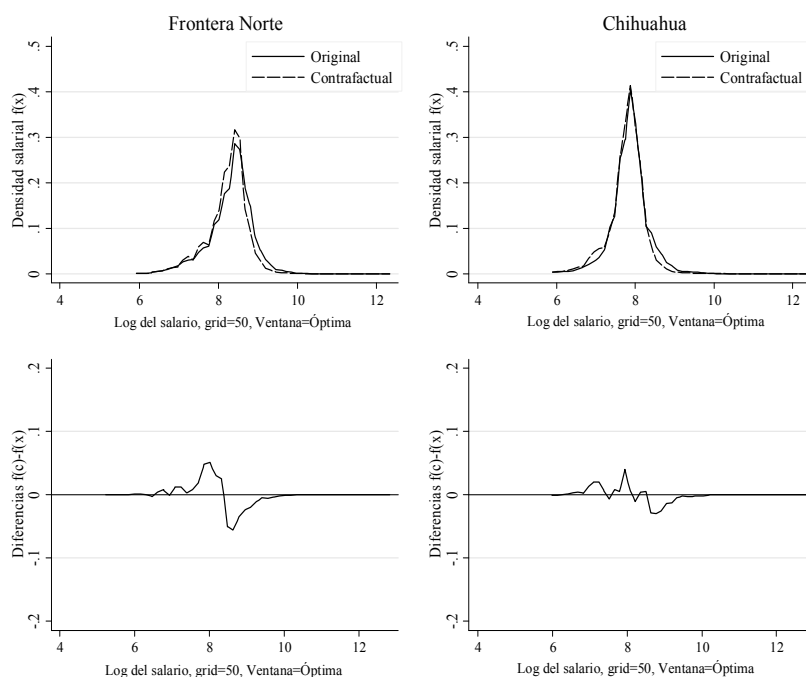 Frontera Norte
Original
Contrafactual
Densidad salarial f(x)
.5
.4
.3
.2
.1
0
4 6 8 10 12
Log del salario, grid=50, Ventana=Óptima
Chihuahua
Original
Contrafactual
Densidad salarial f(x)
.5
.4
.3
.2
.1
0
4 6 8 10 12
Log del salario, grid=50, Ventana=Óptima
Diferencias f(c)-f(x)
.2
.1
0
-.1
-.2
4 6 8 10 12
Log del salario, grid=50, Ventana=Óptima
Diferencias f(c)-f(x)
.2
.1
0
-.1
-.2
4 6 8 10 12
Log del salario, grid=50, Ventana=Óptima